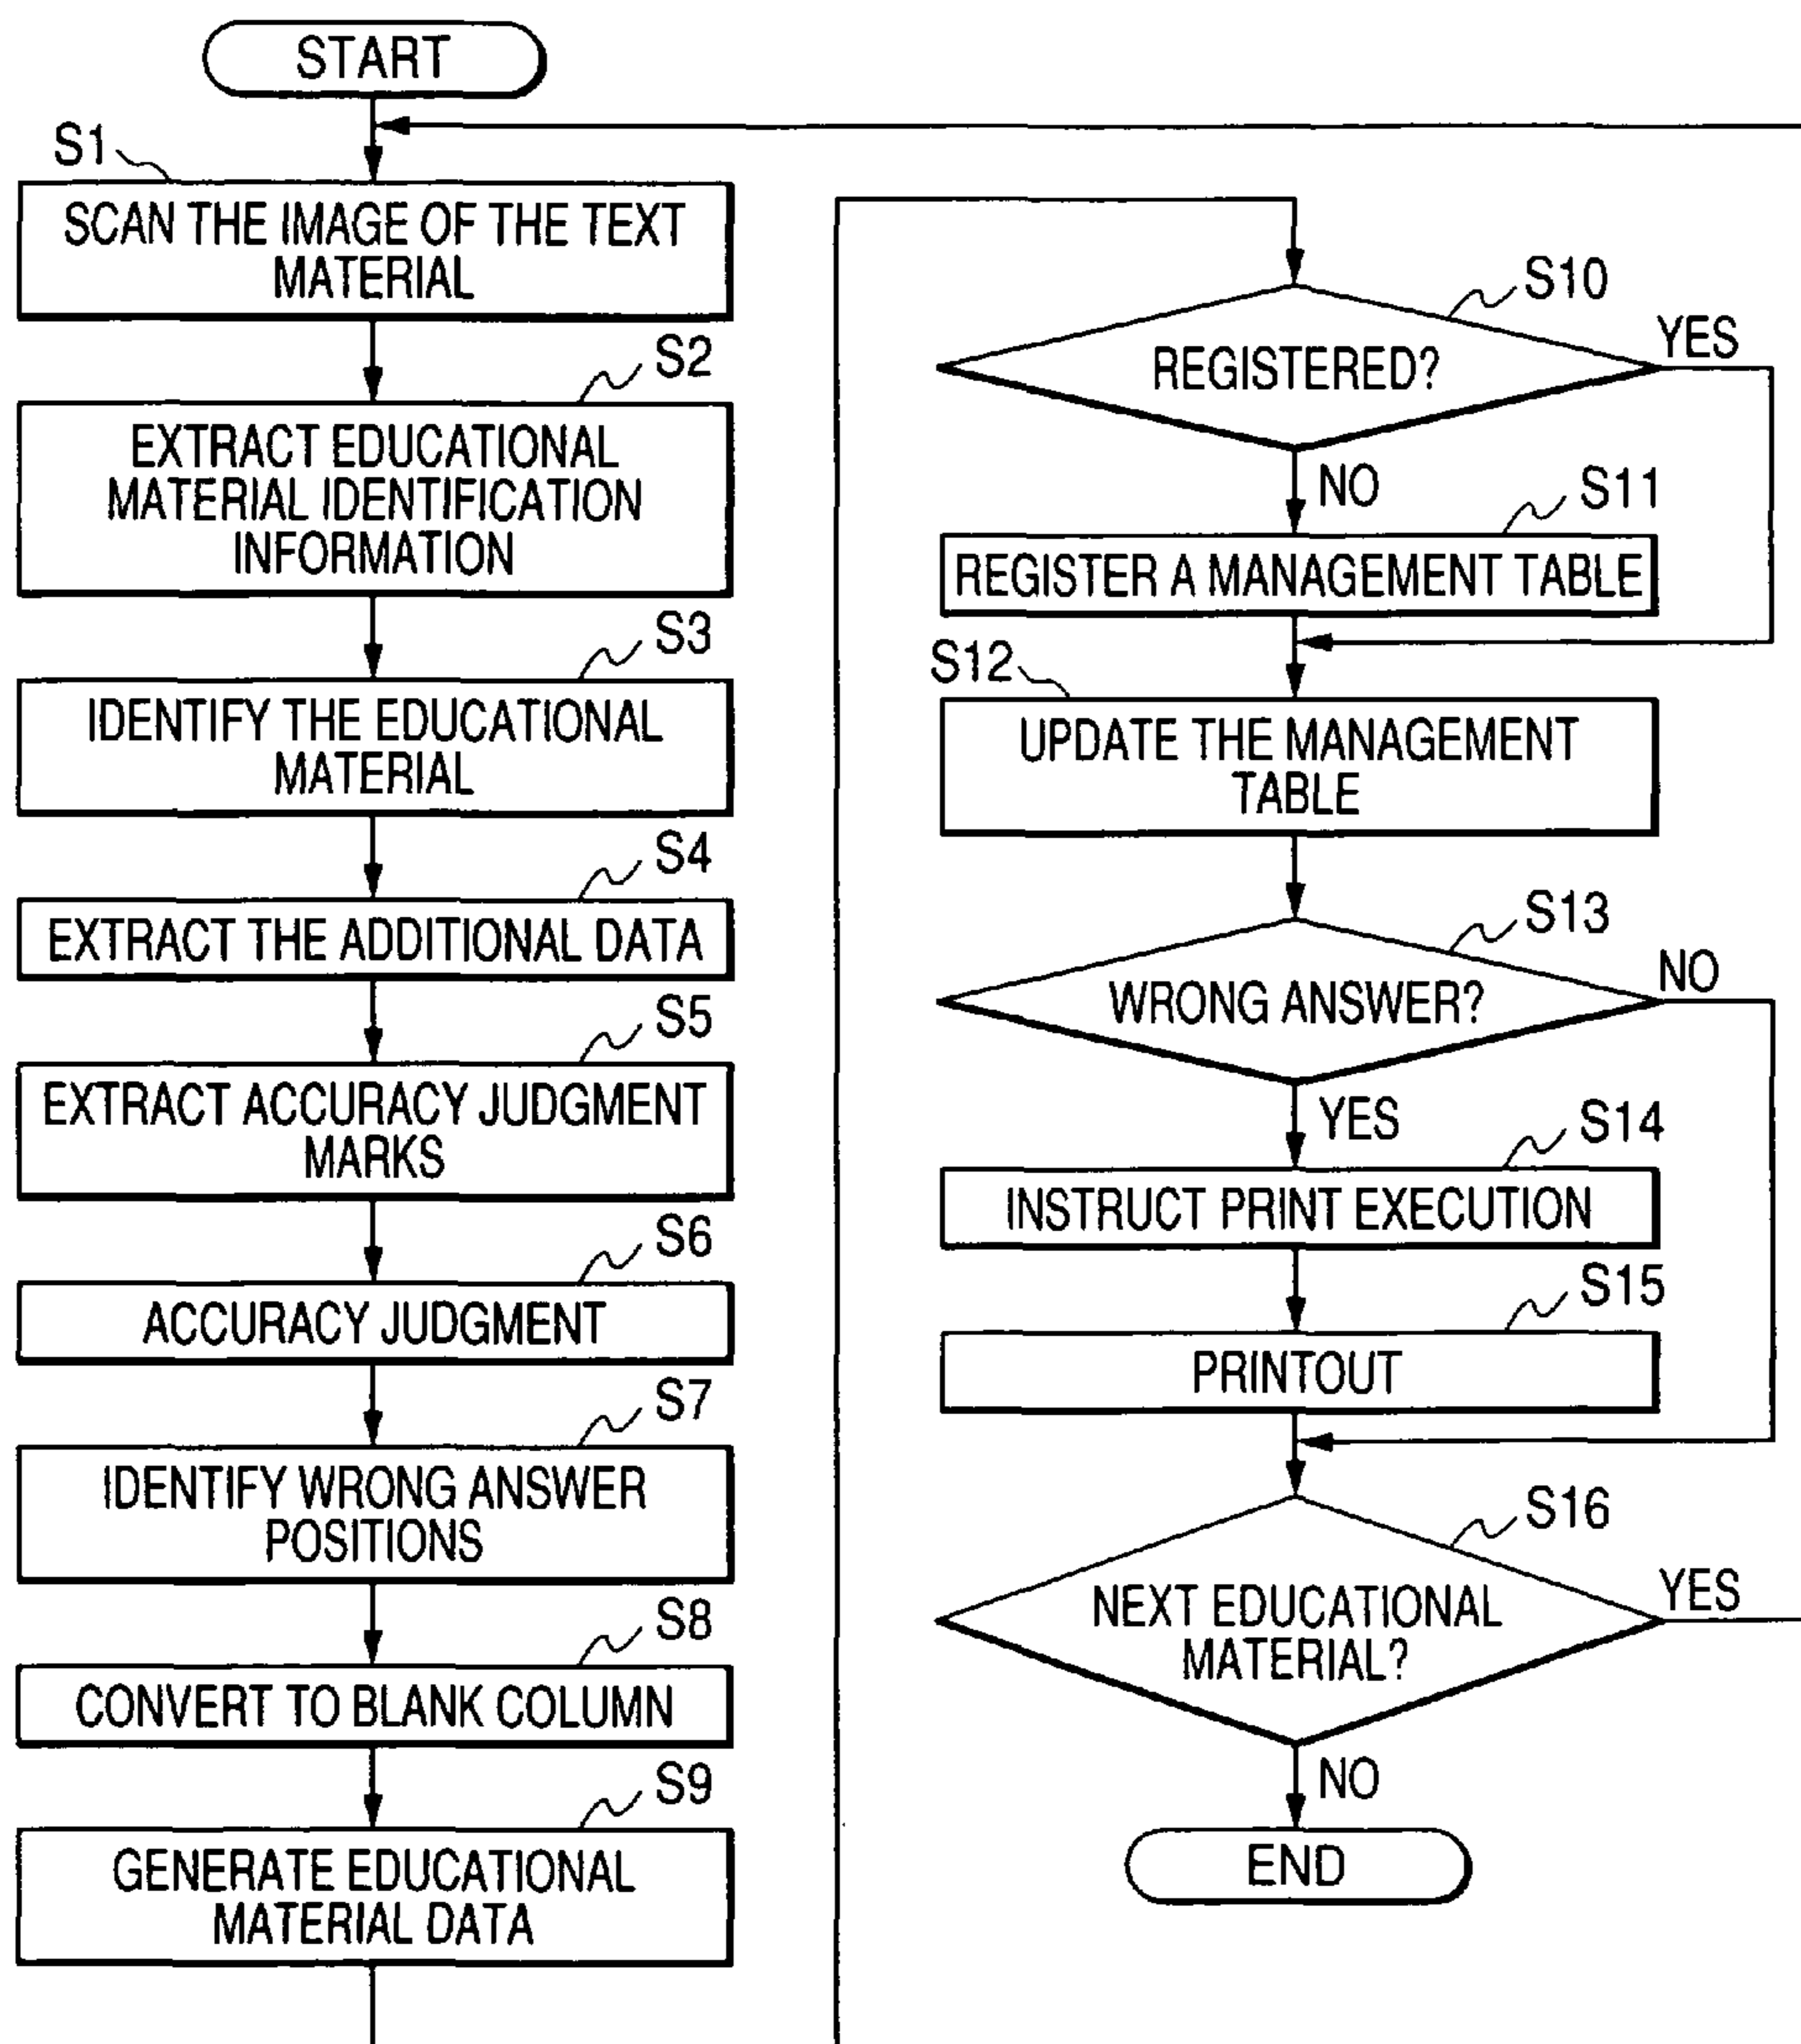 START
S1
SCAN THE IMAGE OF THE TEXT
MATERIAL
S2
EXTRACT EDUCATIONAL
MATERIAL IDENTIFICATION
INFORMATION
S3
IDENTIFY THE EDUCATIONAL
MATERIAL
S4
EXTRACT THE ADDITIONAL DATA
S5
EXTRACT ACCURACY JUDGMENT
MARKS
S6
ACCURACY JUDGMENT
S7
IDENTIFY WRONG ANSWER
POSITIONS
S8
CONVERT TO BLANK COLUMN
S9
GENERATE EDUCATIONAL
MATERIAL DATA
S10
REGISTERED?
YES
NO
S11
REGISTER A MANAGEMENT TABLE
S12
UPDATE THE MANAGEMENT
TABLE
S13
WRONG ANSWER?
NO
YES
S14
INSTRUCT PRINT EXECUTION
S15
PRINTOUT
S16
NEXT EDUCATIONAL
MATERIAL?
YES
NO
END